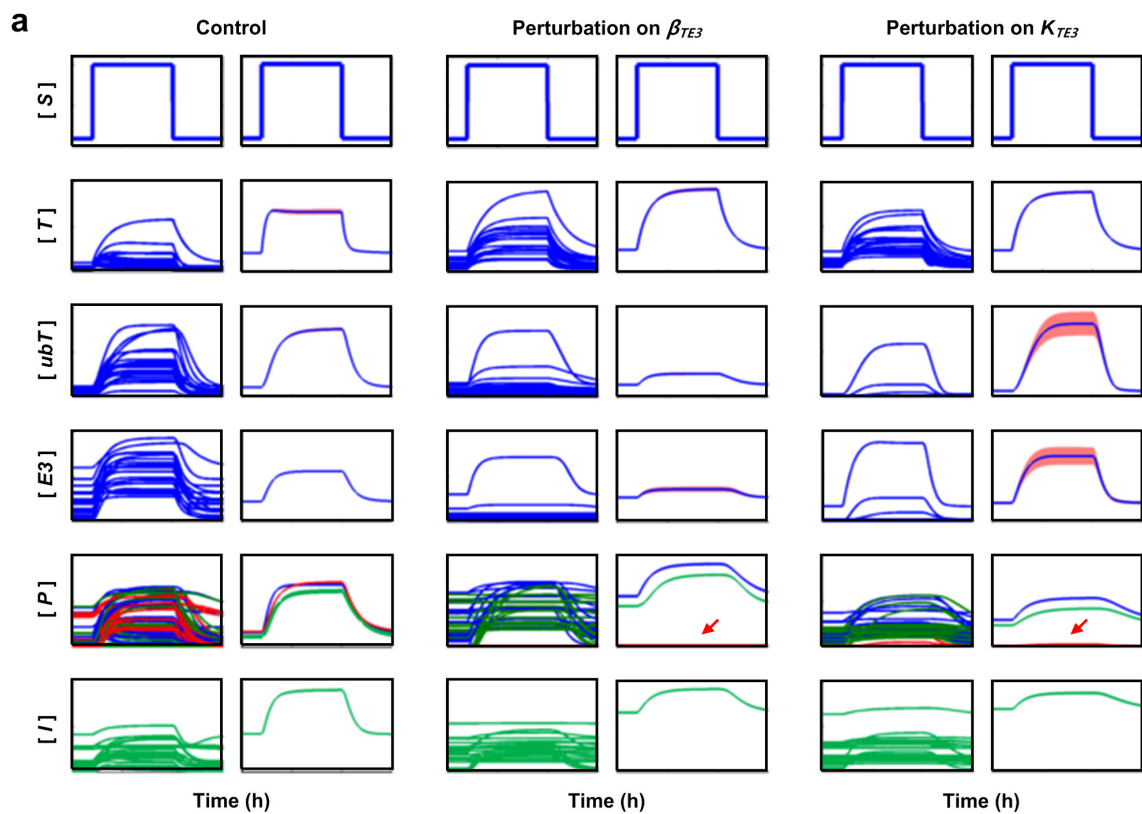 a
Control
Perturbation on βTE3
Perturbation on KTE3
[ S ]
[ T ]
[ ubT ]
[ E3 ]
[ P ]
[ I ]
Time (h)
Time (h)
Time (h)